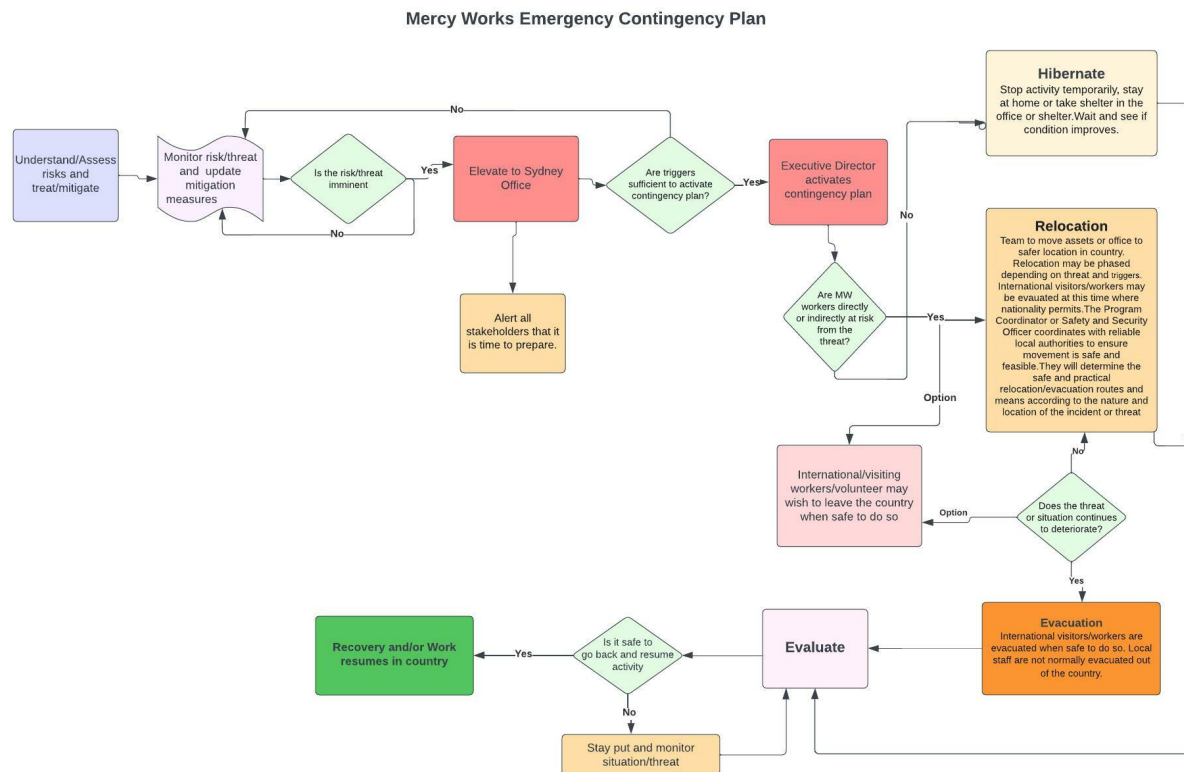 Mercy Works Emergency Contingency Plan
Understand/Assess
risks and
treat/mitigate
Monitor risk/threat
and update
mitigation
measures
Is the risk/threat
imminent
No
Yes
Elevate to Sydney
Office
Alert all
stakeholders that it
is time to prepare.
No
Are triggers
sufficient to activate
contingency plan?
Yes
Executive Director
activates
contingency plan
Are MW
workers directly
or indirectly at risk
from the
threat?
No
Yes
Option
Hibernate
Stop activity temporarily, stay
at home or take shelter in the
office or shelter.Wait and see if
condition improves.
Relocation
Team to move assets or office to
safer location in country.
Relocation may be phased
depending on threat and triggers.
International visitors/workers may
be evauated at this time where
nationality permits.The Program
Coordinator or Safety and Security
Officer coordinates with reliable
local authorities to ensure
movement is safe and
feasible.They will determine the
safe and practical
relocation/evacuation routes and
means according to the nature and
location of the incident or threat
International/visiting
workers/volunteer may
wish to leave the country
when safe to do so
No
Option
Does the threat
or situation continues
to deteriorate?
Yes
Evacuation
International visitors/workers are
evacuated when safe to do so. Local
staff are not normally evacuated out
of the country.
Evaluate
Is it safe to
go back and resume
activity
Yes
Recovery and/or Work
resumes in country
No
Stay put and monitor
situation/threat